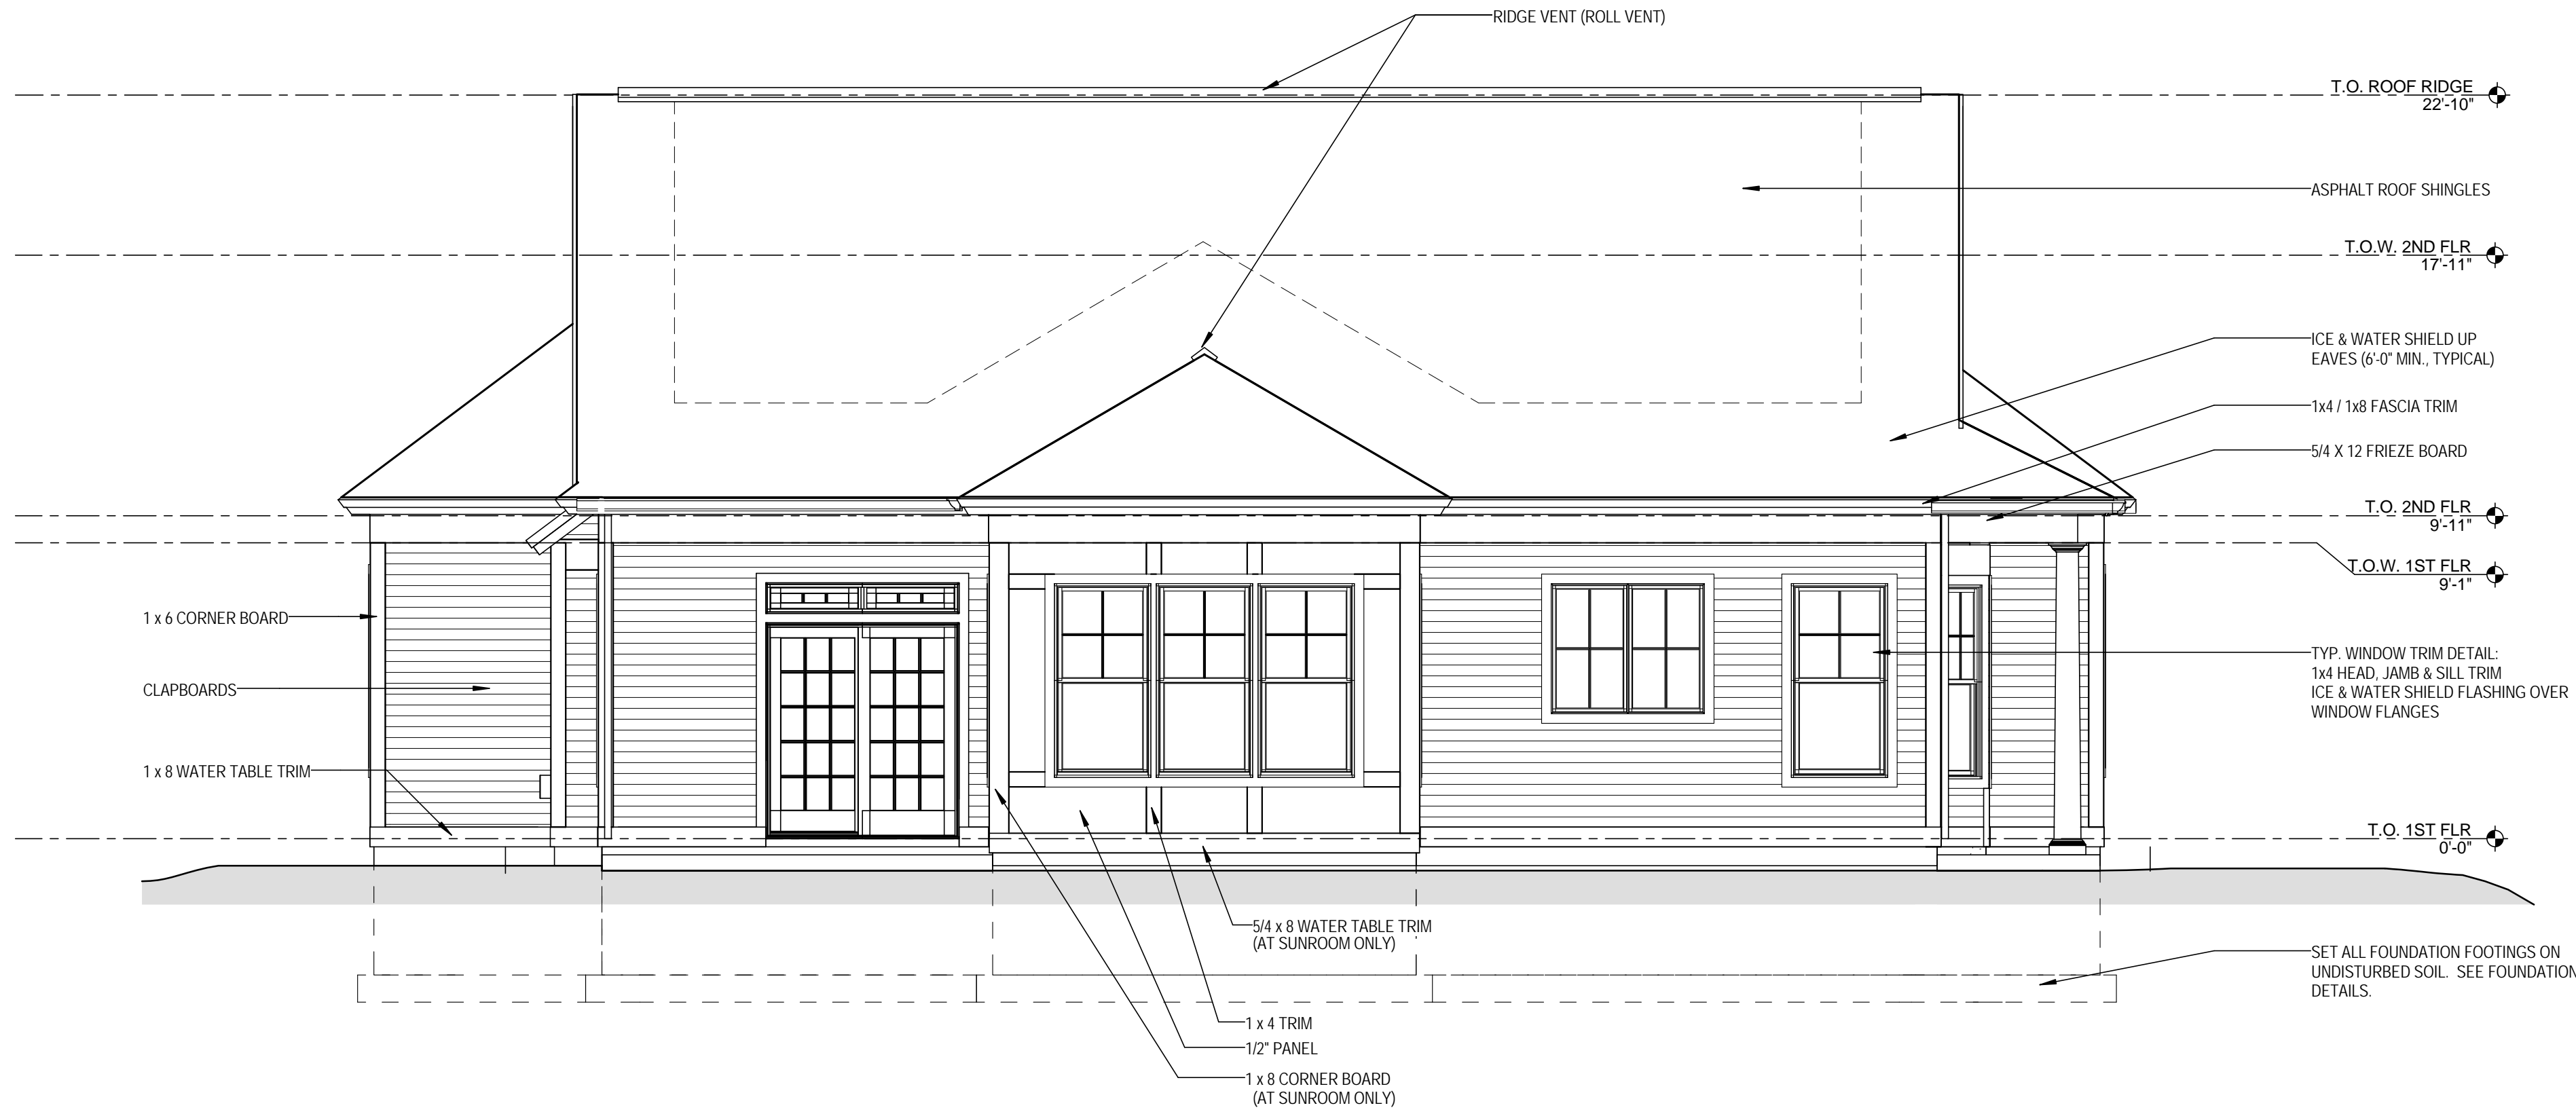 RIDGE VENT (ROLL VENT)
T.O. ROOF RIDGE
22'-10"
ASPHALT ROOF SHINGLES
T.O.W. 2ND FLR
17'-11"
ICE & WATER SHIELD UP
EAVES (6'-0" MIN., TYPICAL)
1x4 / 1x8 FASCIA TRIM
5/4 X 12 FRIEZE BOARD
T.O. 2ND FLR
9'-11"
T.O.W. 1ST FLR
9'-1"
1 x 6 CORNER BOARD
TYP. WINDOW TRIM DETAIL:
1x4 HEAD, JAMB & SILL TRIM
ICE & WATER SHIELD FLASHING OVER
WINDOW FLANGES
CLAPBOARDS
1 x 8 WATER TABLE TRIM
T.O. 1ST FLR
0'-0"
5/4 x 8 WATER TABLE TRIM
(AT SUNROOM ONLY)
SET ALL FOUNDATION FOOTINGS ON
UNDISTURBED SOIL. SEE FOUNDATION
DETAILS.
1 x 4 TRIM
1/2" PANEL
1 x 8 CORNER BOARD
(AT SUNROOM ONLY)